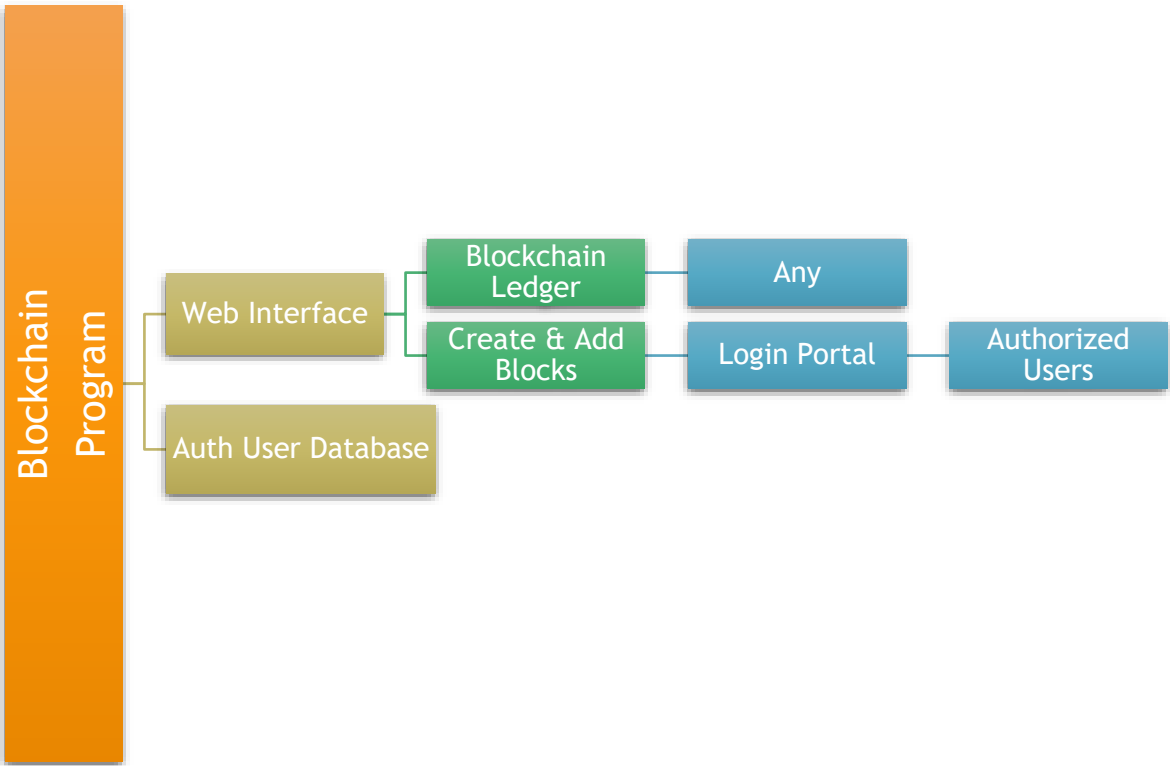 Blockchain
Program
Web Interface
Auth User Database
Blockchain
Ledger
Create & Add
Blocks
Any
Login Portal
Authorized
Users